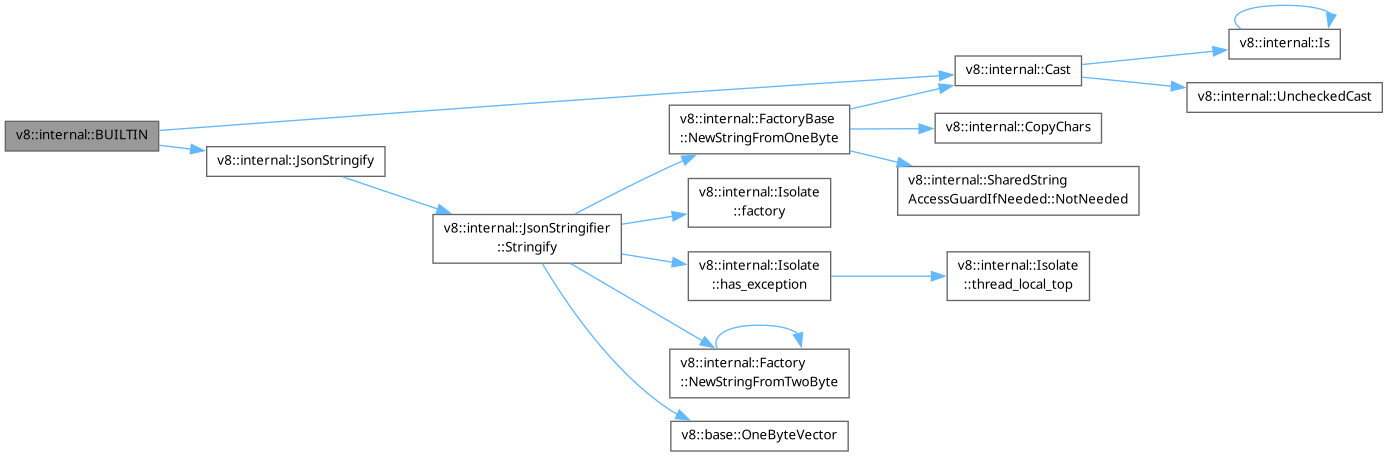 v8::internal::BUILTIN
v8::internal::JsonStringify
v8::internal::JsonStringifier
::Stringify
v8::internal::FactoryBase
::NewStringFromOneByte
v8::internal::Isolate
::factory
v8::internal::Isolate
::has_exception
v8::internal::Factory
::NewStringFromTwoByte
v8::base::OneByteVector
v8::internal::Cast
v8::internal::CopyChars
v8::internal::SharedString
AccessGuardIfNeeded::NotNeeded
v8::internal::Isolate
::thread_local_top
v8::internal::Is
v8::internal::UncheckedCast